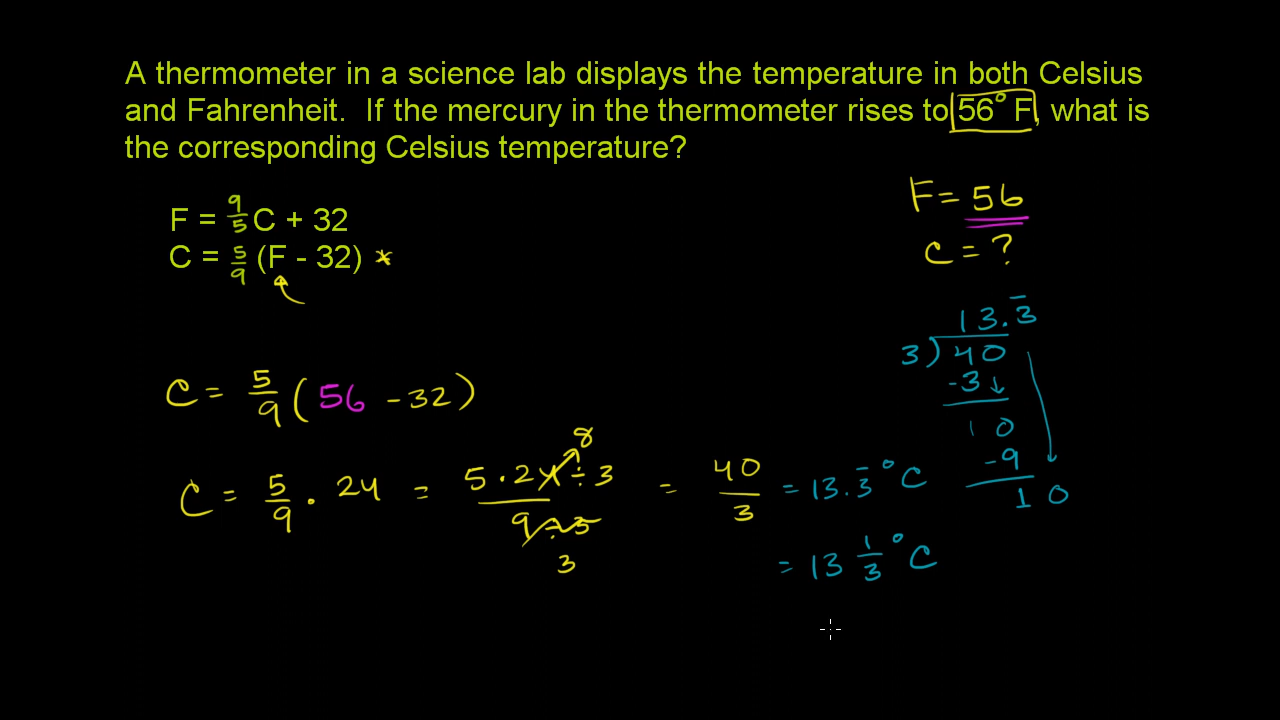 A thermometer in a science lab displays the temperature in both Celsius
and Fahrenheit. If the mercury in the thermometer rises to 56° F, what is
the corresponding Celsius temperature?
F = 9/5 C + 32
C = 5/9 (F - 32) *
F = 56
C = ?
C = 5/9 (56 - 32)
C = 5/9 · 24 = 5 · 24 ÷ 3 / 9 ÷ 3 = 40/3 = 13.3̅ °C
8
3
= 13 1/3 °C
13.3̅
3 ) 40
-3 ↓
10
-9
10